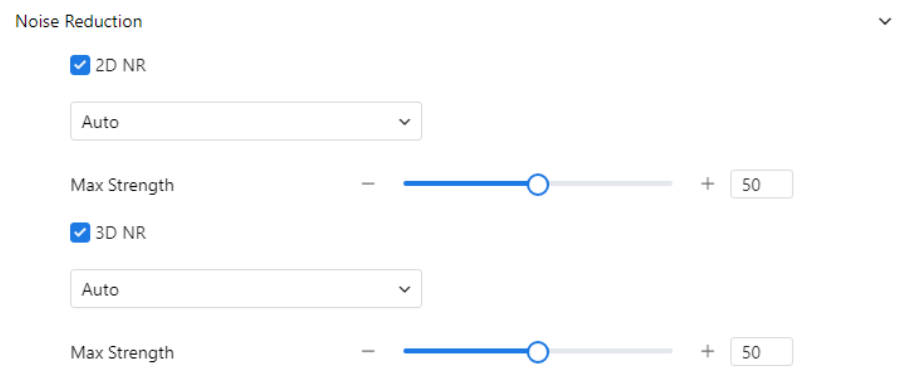 Noise Reduction
2D NR
Auto
Max Strength − + 50
3D NR
Auto
Max Strength − + 50